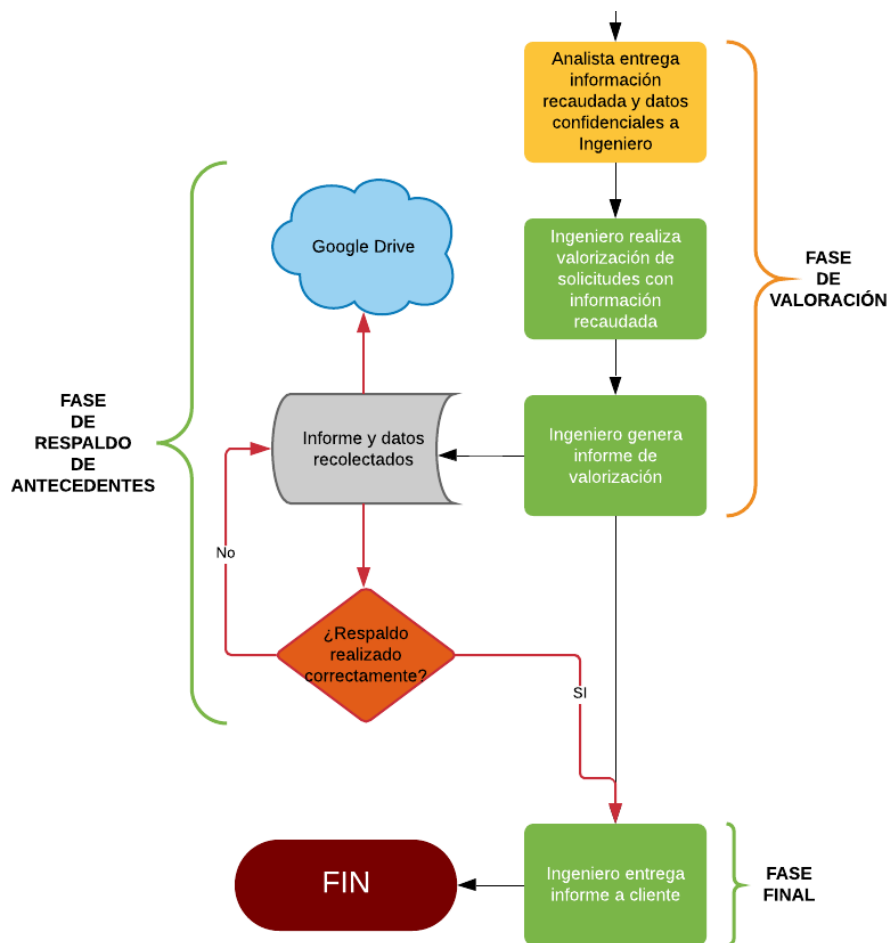 Analista entrega
información
recaudada y datos
confidenciales a
Ingeniero
Google Drive
Ingeniero realiza
valorización de
solicitudes con
información
recaudada
FASE
DE
VALORACIÓN
FASE
DE
RESPALDO
DE
ANTECEDENTES
Informe y datos
recolectados
Ingeniero genera
informe de
valorización
No
¿Respaldo
realizado
correctamente?
SI
FIN
Ingeniero entrega
informe a cliente
FASE
FINAL